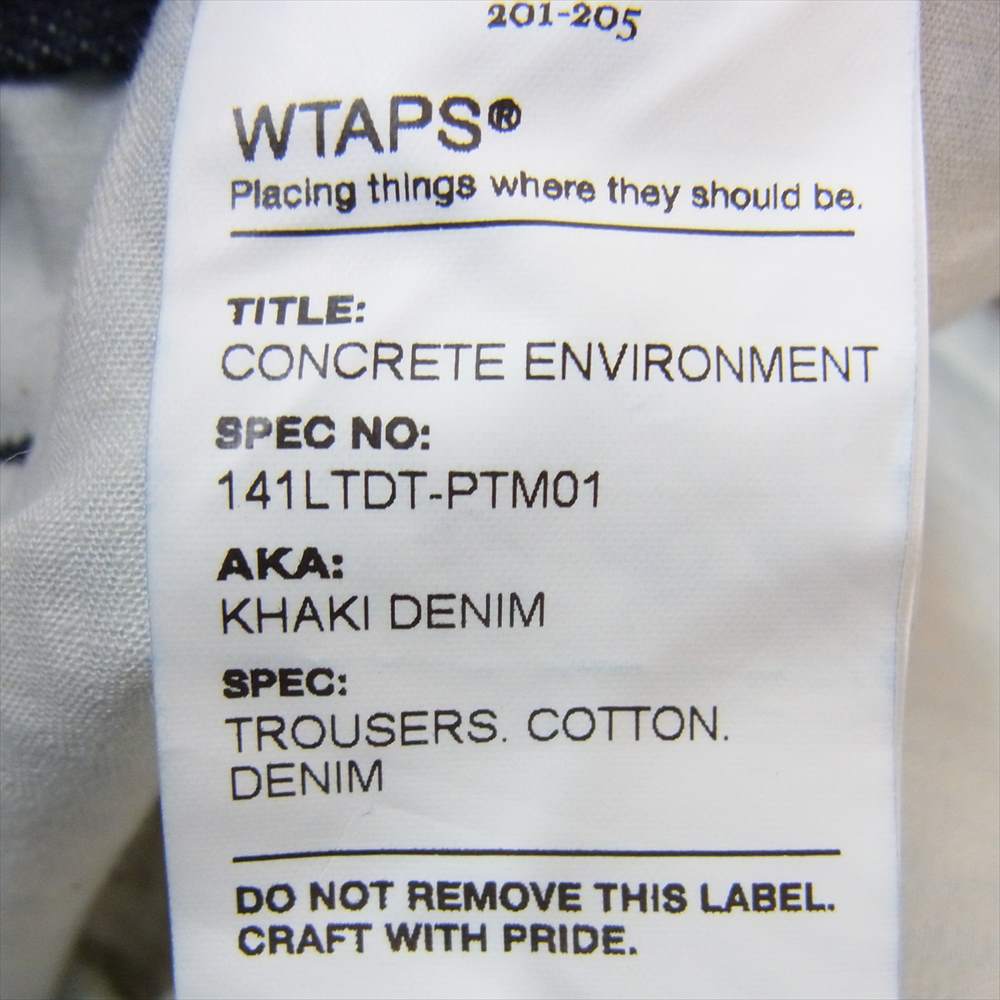 201-205
WTAPS®
Placing things where they should be.
TITLE:
CONCRETE ENVIRONMENT
SPEC NO:
141LTDT-PTM01
AKA:
KHAKI DENIM
SPEC:
TROUSERS. COTTON.
DENIM
DO NOT REMOVE THIS LABEL.
CRAFT WITH PRIDE.